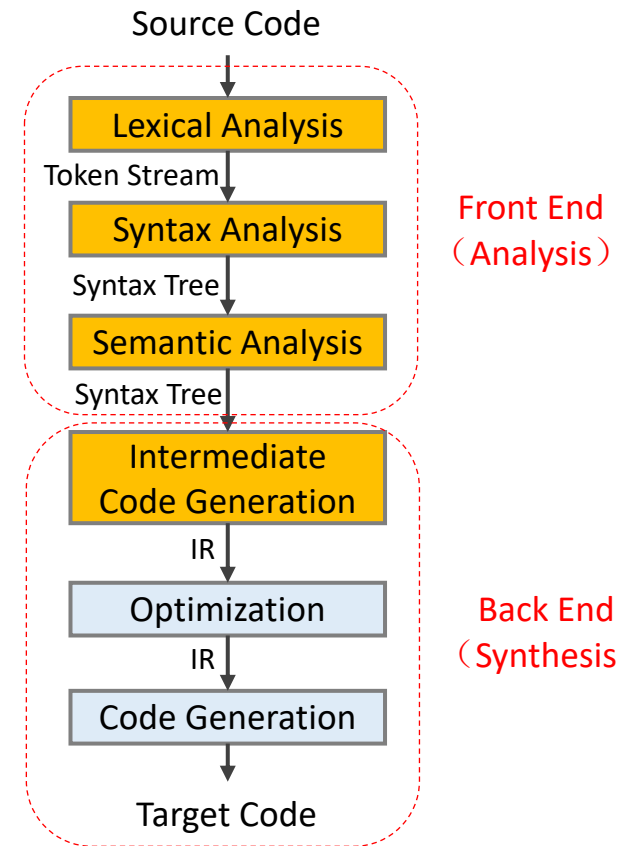 Source Code
Lexical Analysis
Token Stream
Syntax Analysis
Syntax Tree
Semantic Analysis
Syntax Tree
Intermediate
Code Generation
IR
Optimization
IR
Code Generation
Target Code
Front End
（Analysis）
Back End
（Synthesis